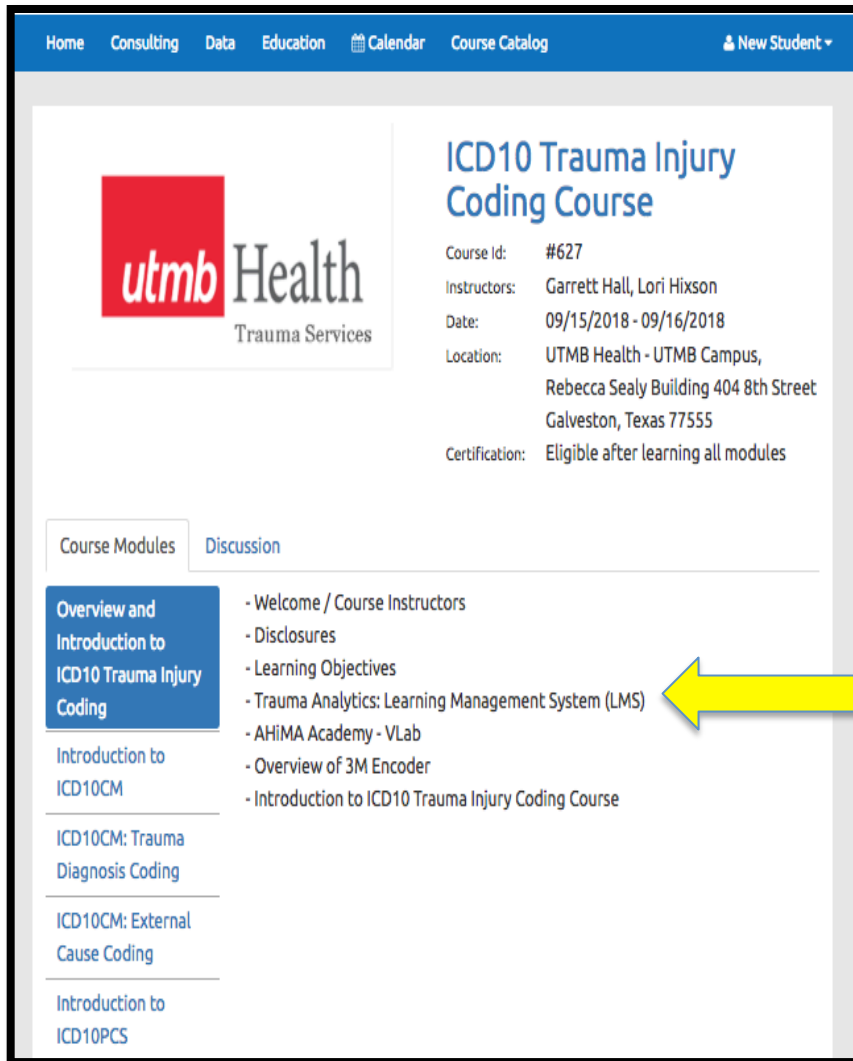 Home Consulting Data Education Calendar Course Catalog New Student
utmb Health
Trauma Services
ICD10 Trauma Injury
Coding Course
Course Id: #627
Instructors: Garrett Hall, Lori Hixson
Date: 09/15/2018 - 09/16/2018
Location: UTMB Health - UTMB Campus,
Rebecca Sealy Building 404 8th Street
Galveston, Texas 77555
Certification: Eligible after learning all modules
Course Modules Discussion
Overview and
Introduction to
ICD10 Trauma Injury
Coding
Introduction to
ICD10CM
ICD10CM: Trauma
Diagnosis Coding
ICD10CM: External
Cause Coding
Introduction to
ICD10PCS
- Welcome / Course Instructors
- Disclosures
- Learning Objectives
- Trauma Analytics: Learning Management System (LMS)
- AHiMA Academy - VLab
- Overview of 3M Encoder
- Introduction to ICD10 Trauma Injury Coding Course